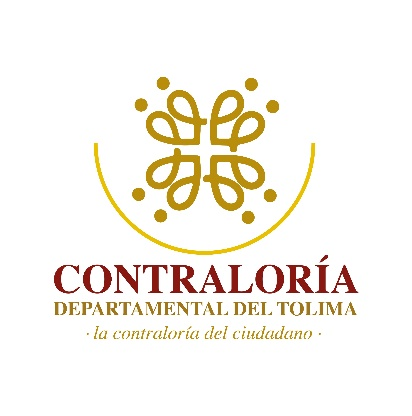 CONTRALORÍA
DEPARTAMENTAL DEL TOLIMA
· la contraloría del ciudadano ·